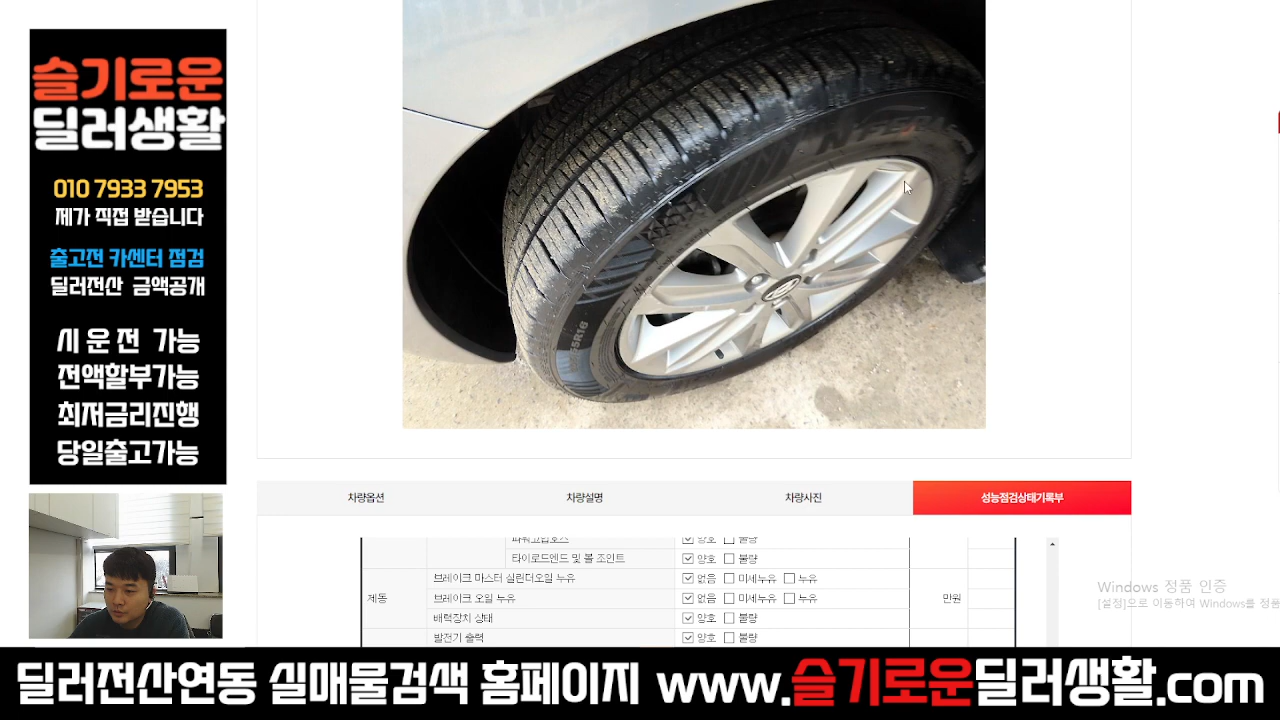 슬기로운
딜러생활
010 7933 7953
제가 직접 받습니다
출고전 카센터 점검
딜러전산 금액공개
시 운 전 가능
전액할부가능
최저금리진행
당일출고가능
차량옵션 차량설명 차량사진 성능점검상태기록부
파워고압호스 ☑ 양호 ☐ 불량
타이로드엔드 및 볼 조인트 ☑ 양호 ☐ 불량
브레이크 마스터 실린더오일 누유 ☑ 없음 ☐ 미세누유 ☐ 누유
제동 브레이크 오일 누유 ☑ 없음 ☐ 미세누유 ☐ 누유 만원
배력장치 상태 ☑ 양호 ☐ 불량
발전기 출력 ☑ 양호 ☐ 불량
Windows 정품 인증
[설정]으로 이동하여 Windows를 정품
딜러전산연동 실매물검색 홈페이지 www.슬기로운딜러생활.com